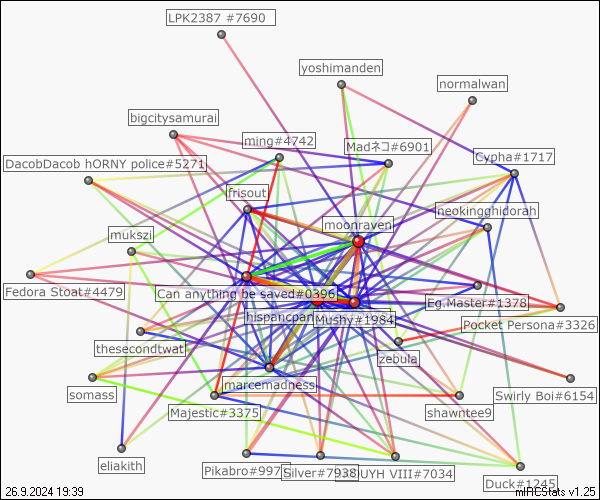 LPK2387 #7690
yoshimanden
normalwan
bigcitysamurai
ming#4742
Madネコ#6901
Cypha#1717
DacobDacob hORNY police#5271
frisout
neokingghidorah
moonraven
mukszi
Fedora Stoat#4479
Can anything be saved#0396
Eg.Master#1378
hispancpan
Mushy#1984
Pocket Persona#3326
thesecondtwat
zebula
marcemadness
somass
Swirly Boi#6154
Majestic#3375
shawntee9
eliakith
Pikabro#997
Silver#7938
UYH VIII#7034
Duck#1245
26.9.2024 19:39
mIRCStats v1.25